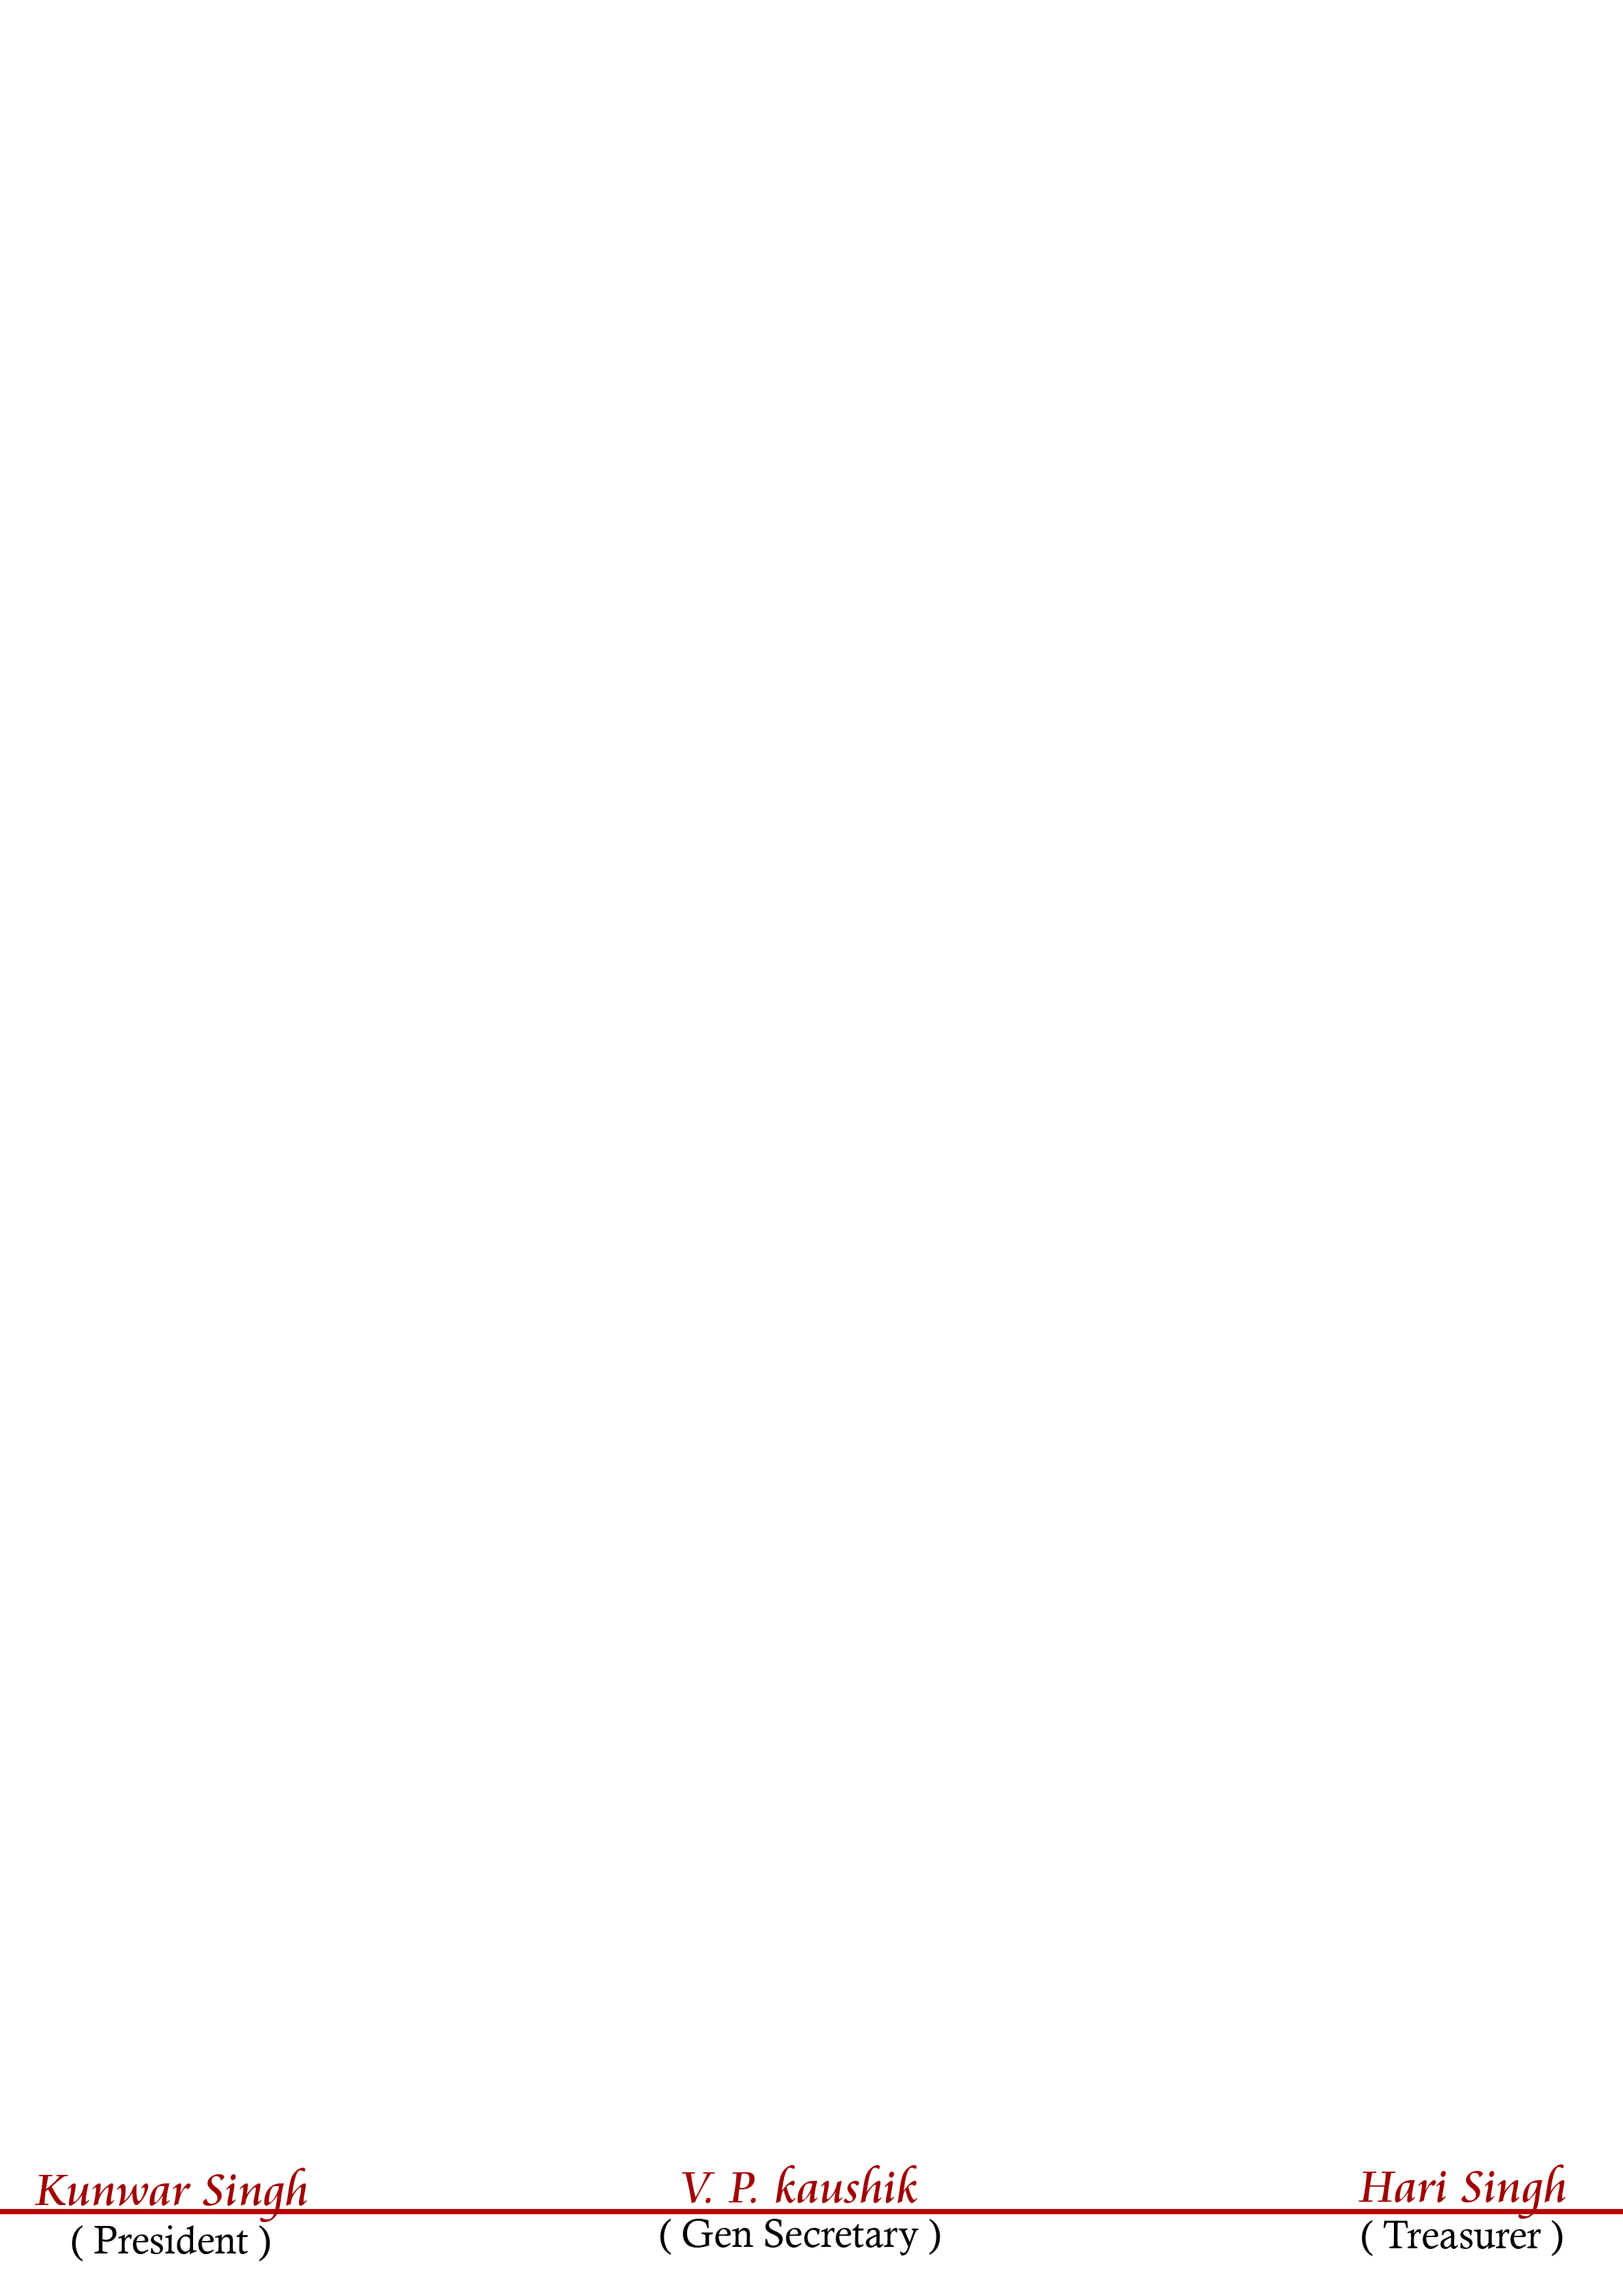 Kunwar Singh V. P. kaushik Hari Singh
( President ) ( Gen Secretary ) ( Treasurer )